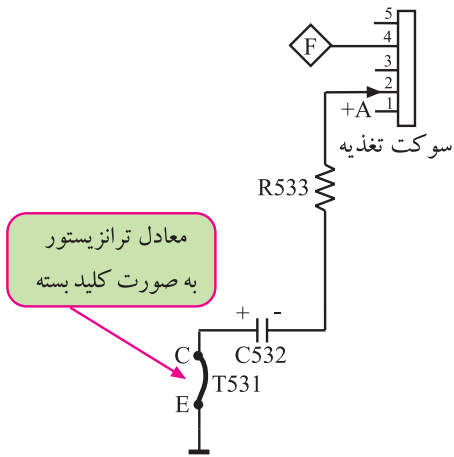 5
F
4
3
2
+A
1
سوکت تغذیه
R533
معادل ترانزیستور
به صورت کلید بسته
+ -
C532
C
T531
E